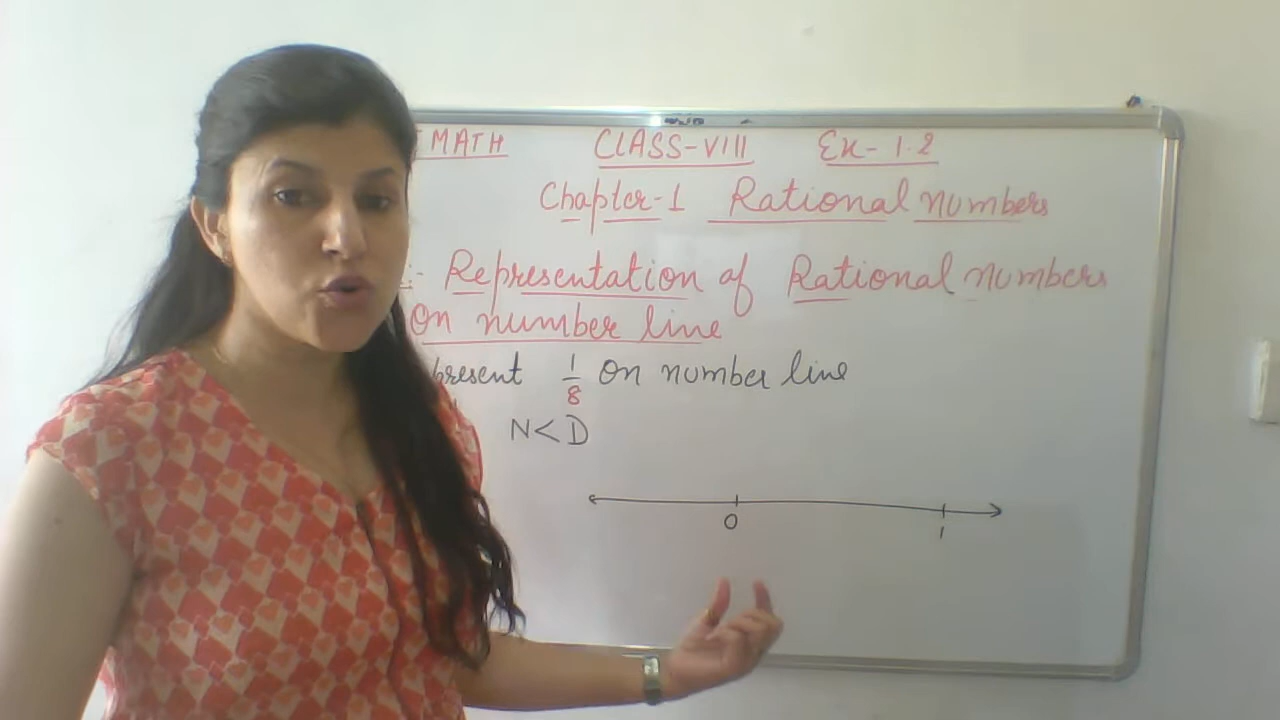 MATH CLASS-VIII Ex-1.2
Chapter-1 Rational numbers
:- Representation of Rational numbers
On number line
present 1/8 on number line
N<D
0 1